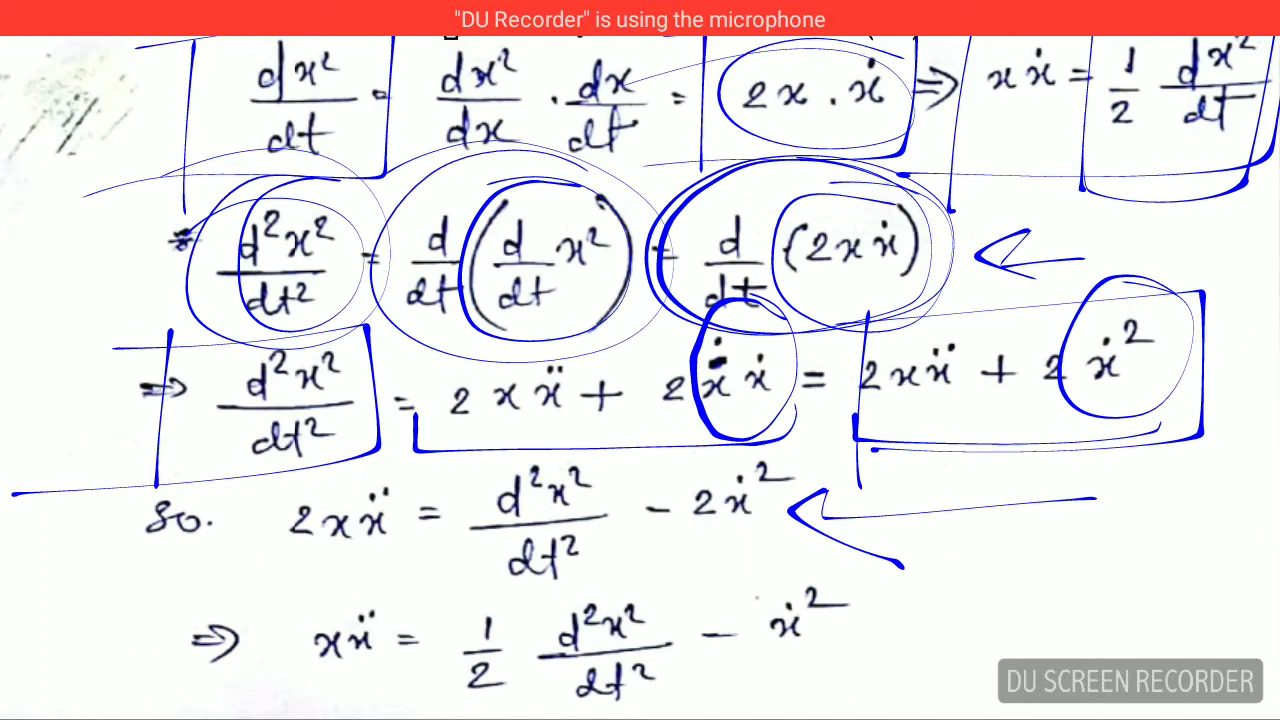 "DU Recorder" is using the microphone
dx²/dt = dx²/dx · dx/dt = 2x . ẋ ⇒ xẋ = 1/2 dx²/dt
* d²x²/dt² = d/dt (d/dt x²) = d/dt (2xẋ)
⇒ d²x²/dt² = 2xẍ + 2ẋẋ = 2xẍ + 2ẋ²
So. 2xẍ = d²x²/dt² - 2ẋ²
⇒ xẍ = 1/2 d²x²/dt² - ẋ²
DU SCREEN RECORDER